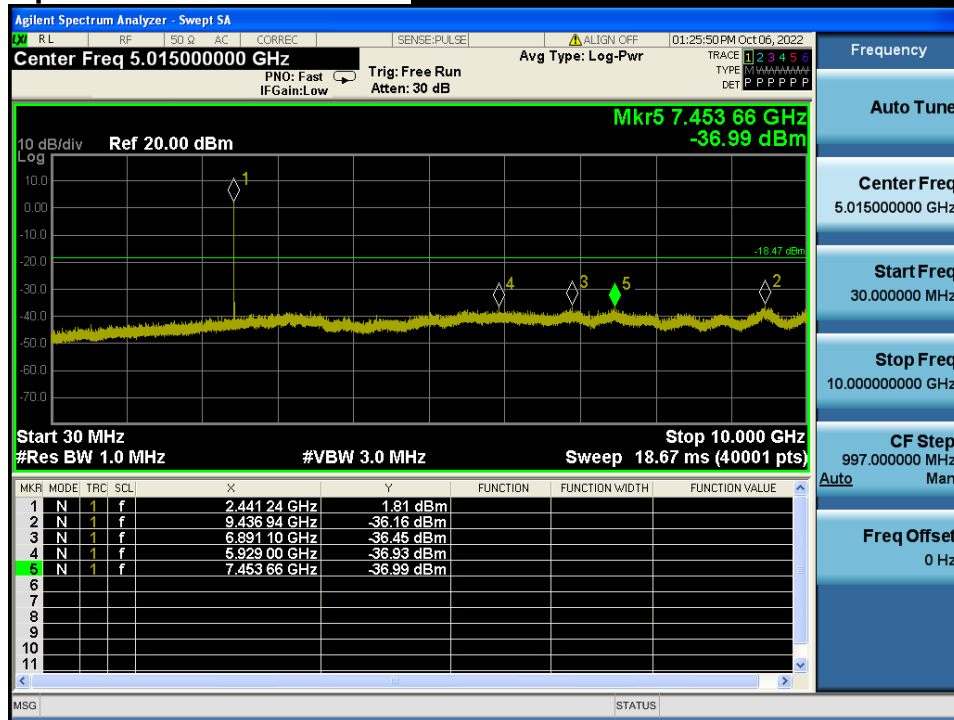 Agilent Spectrum Analyzer - Swept SA
LXI RL RF 50 Ω AC CORREC SENSE:PULSE ALIGN OFF 01:25:50 PM Oct 06, 2022
Center Freq 5.015000000 GHz
PNO: Fast
IFGain:Low
Trig: Free Run
Atten: 30 dB
Avg Type: Log-Pwr
TRACE 1 2 3 4 5 6
TYPE M W W W W W
DET P P P P P P
Mkr5 7.453 66 GHz
-36.99 dBm
10 dB/div Ref 20.00 dBm
Log
10.0
0.00
-10.0
-20.0
-30.0
-40.0
-50.0
-60.0
-70.0
1
-18.47 dBm
4
3
5
2
Start 30 MHz Stop 10.000 GHz
#Res BW 1.0 MHz #VBW 3.0 MHz Sweep 18.67 ms (40001 pts)
MKR MODE TRC SCL X Y FUNCTION FUNCTION WIDTH FUNCTION VALUE
1 N 1 f 2.441 24 GHz 1.81 dBm
2 N 1 f 9.436 94 GHz -36.16 dBm
3 N 1 f 6.891 10 GHz -36.45 dBm
4 N 1 f 5.929 00 GHz -36.93 dBm
5 N 1 f 7.453 66 GHz -36.99 dBm
6
7
8
9
10
11
MSG STATUS
Frequency
Auto Tune
Center Freq
5.015000000 GHz
Start Freq
30.000000 MHz
Stop Freq
10.000000000 GHz
CF Step
997.000000 MHz
Auto Man
Freq Offset
0 Hz